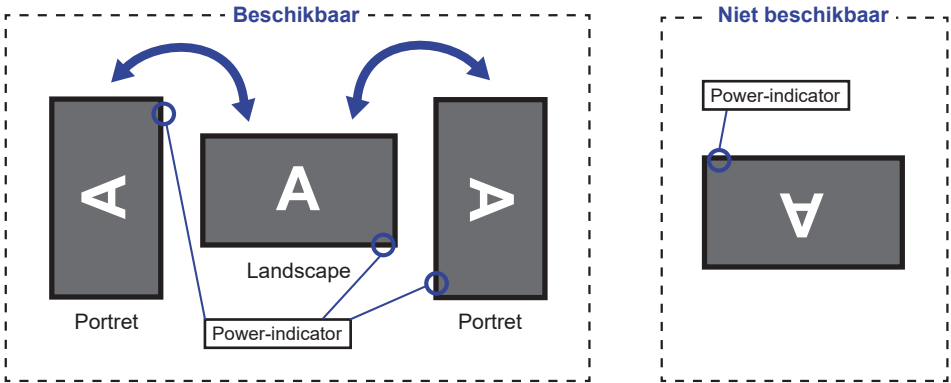 Beschikbaar
Niet beschikbaar
Power-indicator
A
A
A
A
Landscape
Portret
Portret
Power-indicator